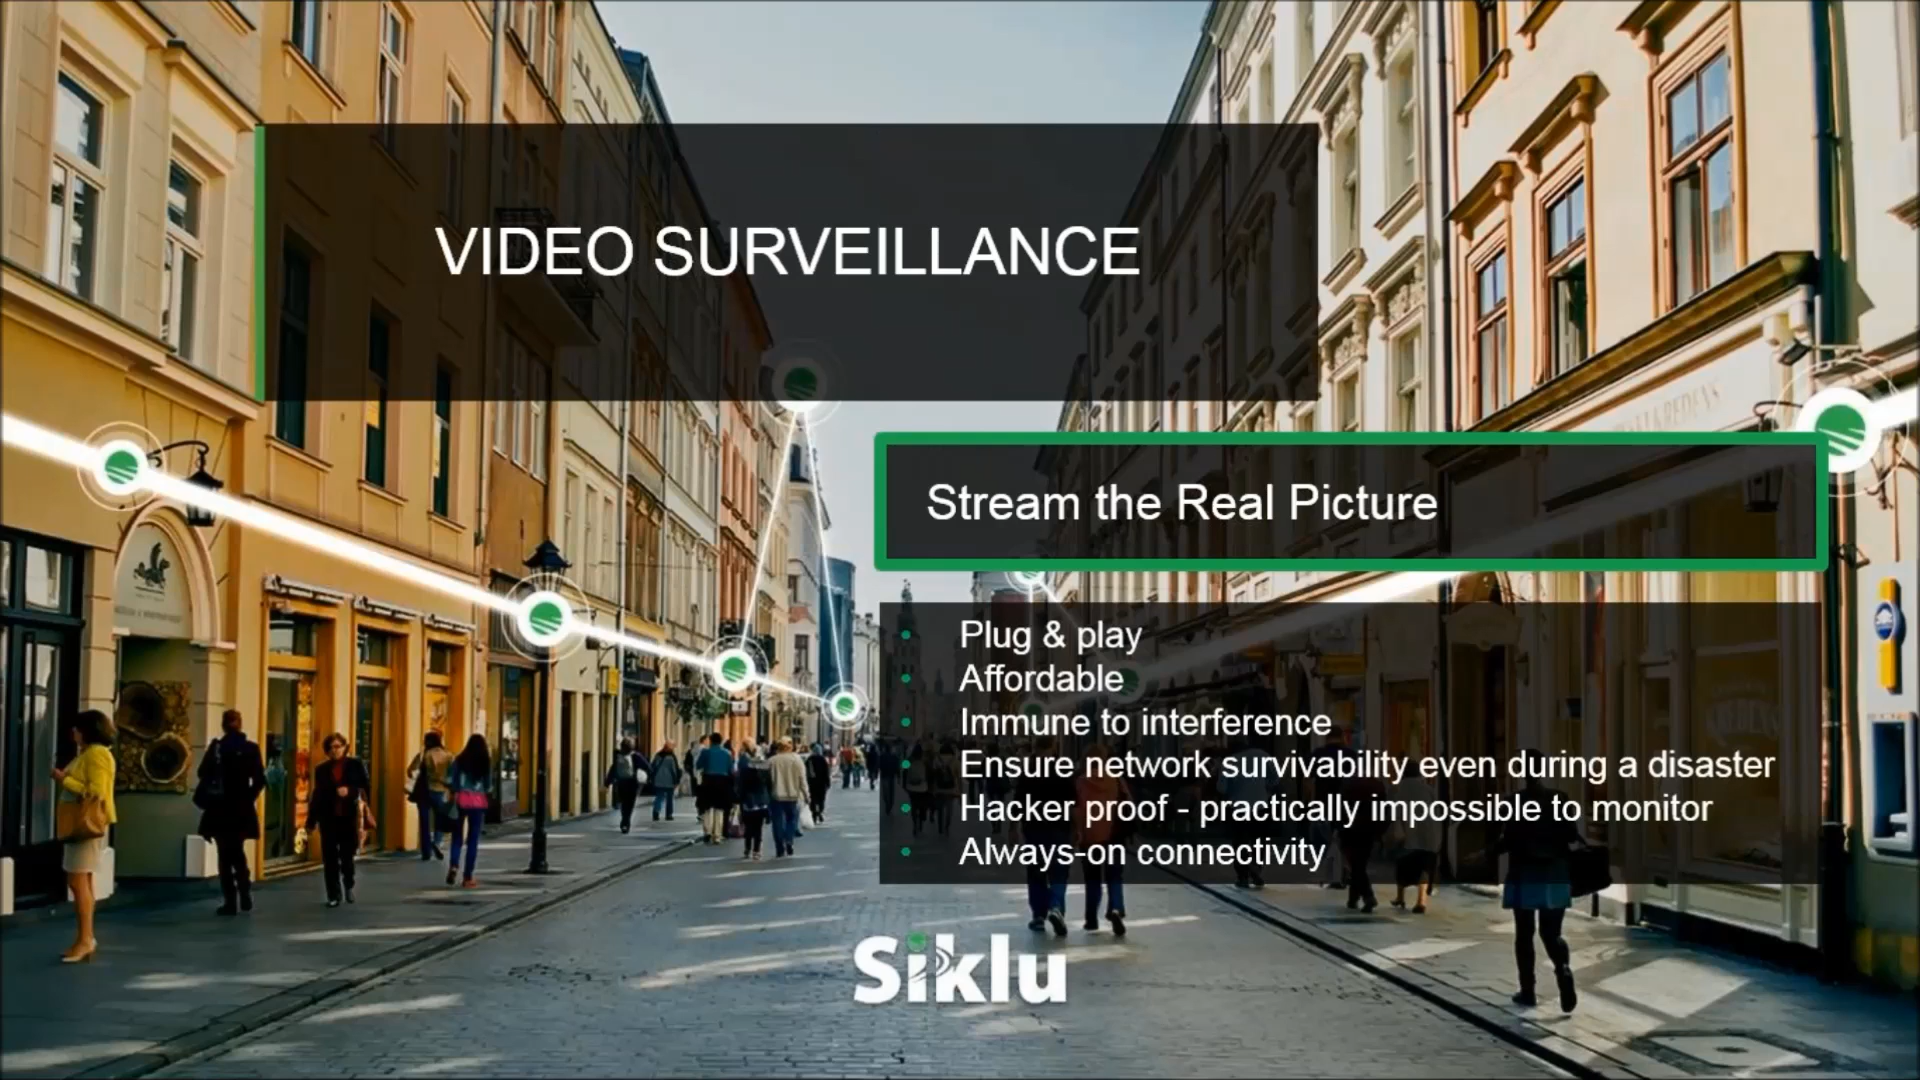 VIDEO SURVEILLANCE
Stream the Real Picture
Plug & play
Affordable
Immune to interference
Ensure network survivability even during a disaster
Hacker proof - practically impossible to monitor
Always-on connectivity
Siklu